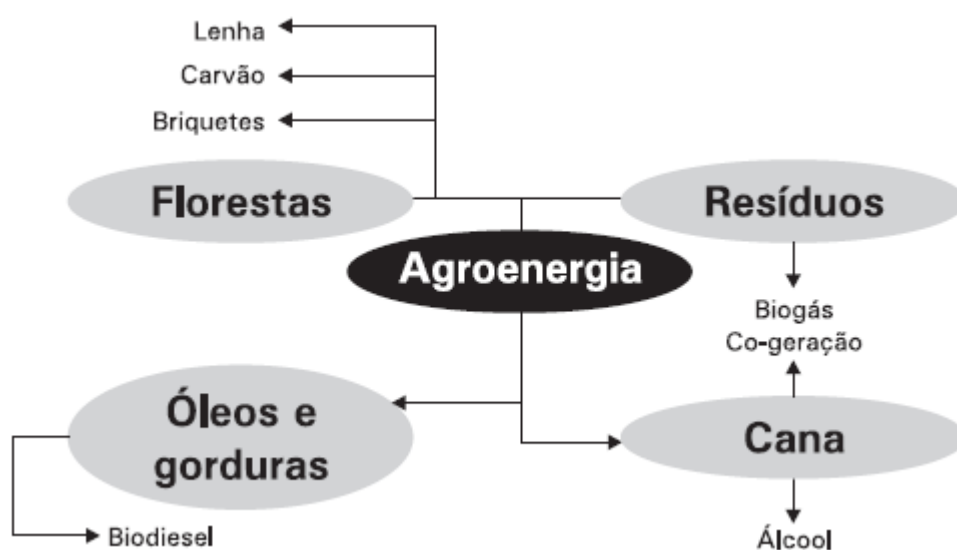 Lenha
Carvão
Briquetes
Florestas
Resíduos
Agroenergia
Biogás
Co-geração
Óleos e
gorduras
Cana
Biodiesel
Álcool